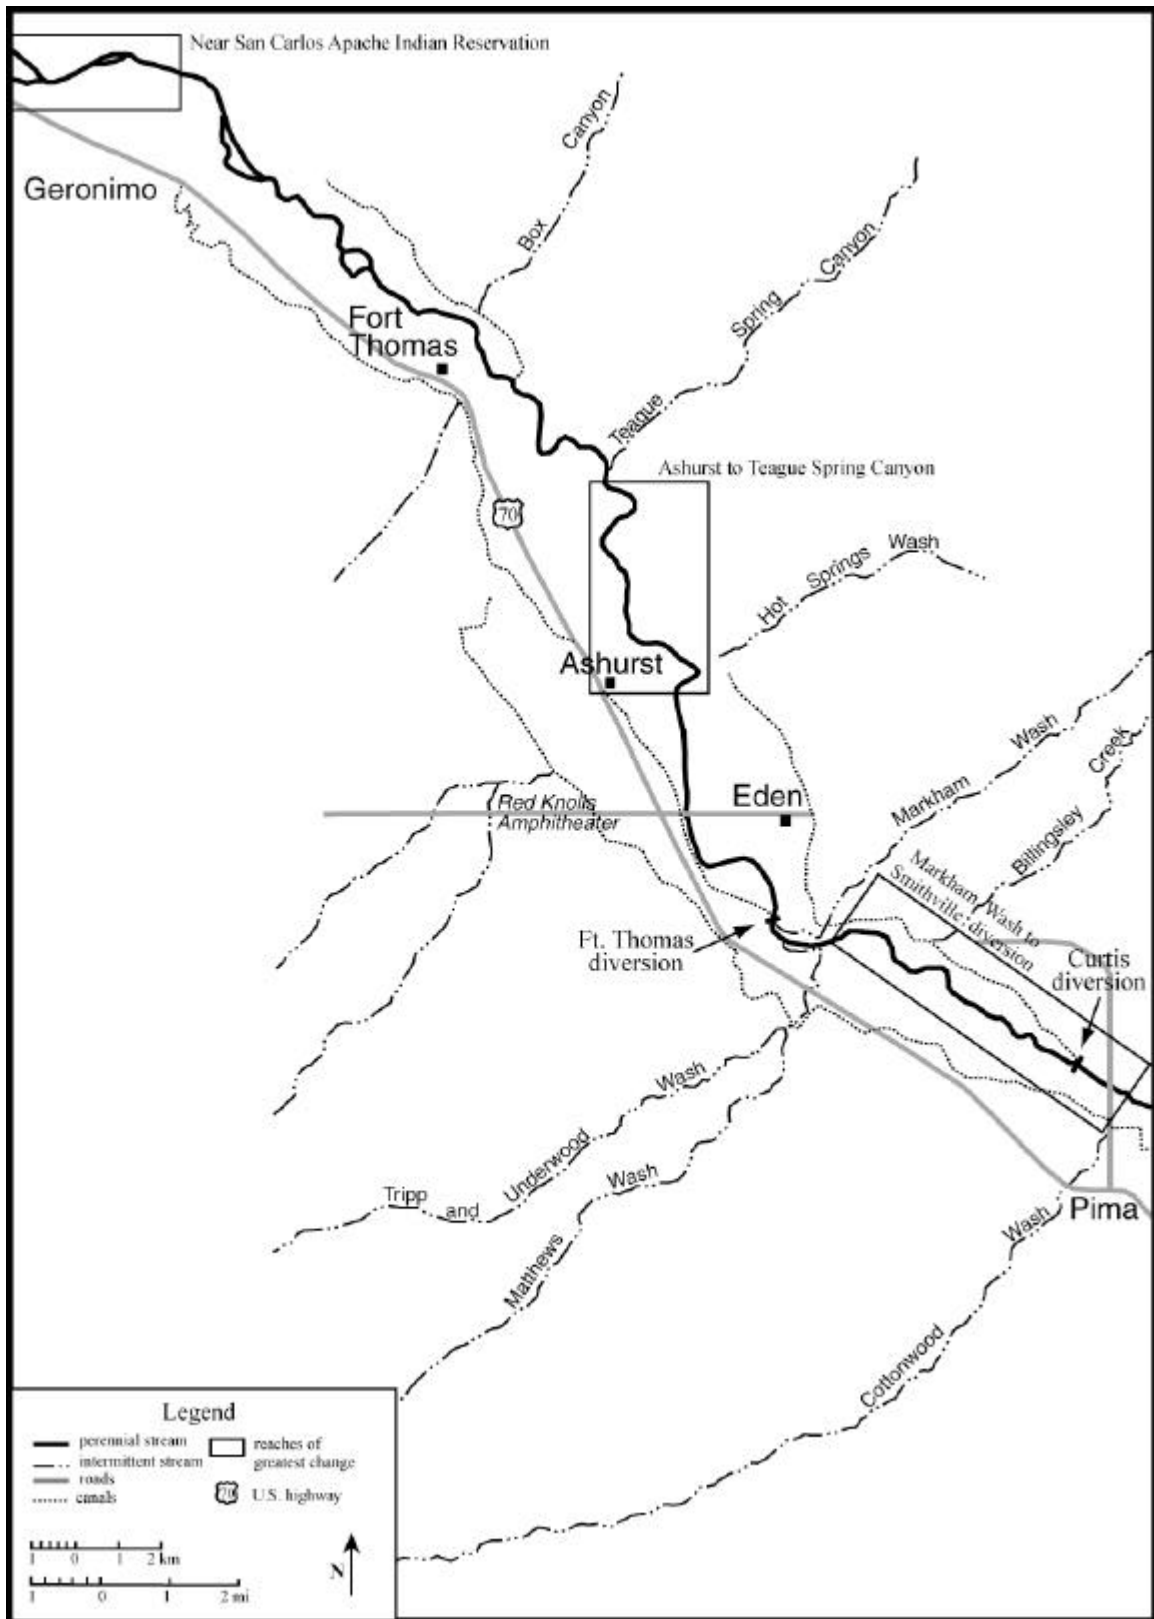 Near San Carlos Apache Indian Reservation
Canyon
Geronimo
Box
Spring Canyon
Fort
Thomas
Teague
Ashurst to Teague Spring Canyon
70
Hot Springs Wash
Ashurst
Markham Wash
Billingsley Creek
Eden
Red Knolls
Amphitheater
Markham Wash to
Smithville diversion
Ft. Thomas
diversion
Curtis
diversion
Tripp and Underwood Wash
Matthews Wash
Pima
Cottonwood Wash
Legend
perennial stream
intermittent stream
roads
canals
reaches of
greatest change
70
U.S. highway
1 0 1 2 km
1 0 1 2 mi
N